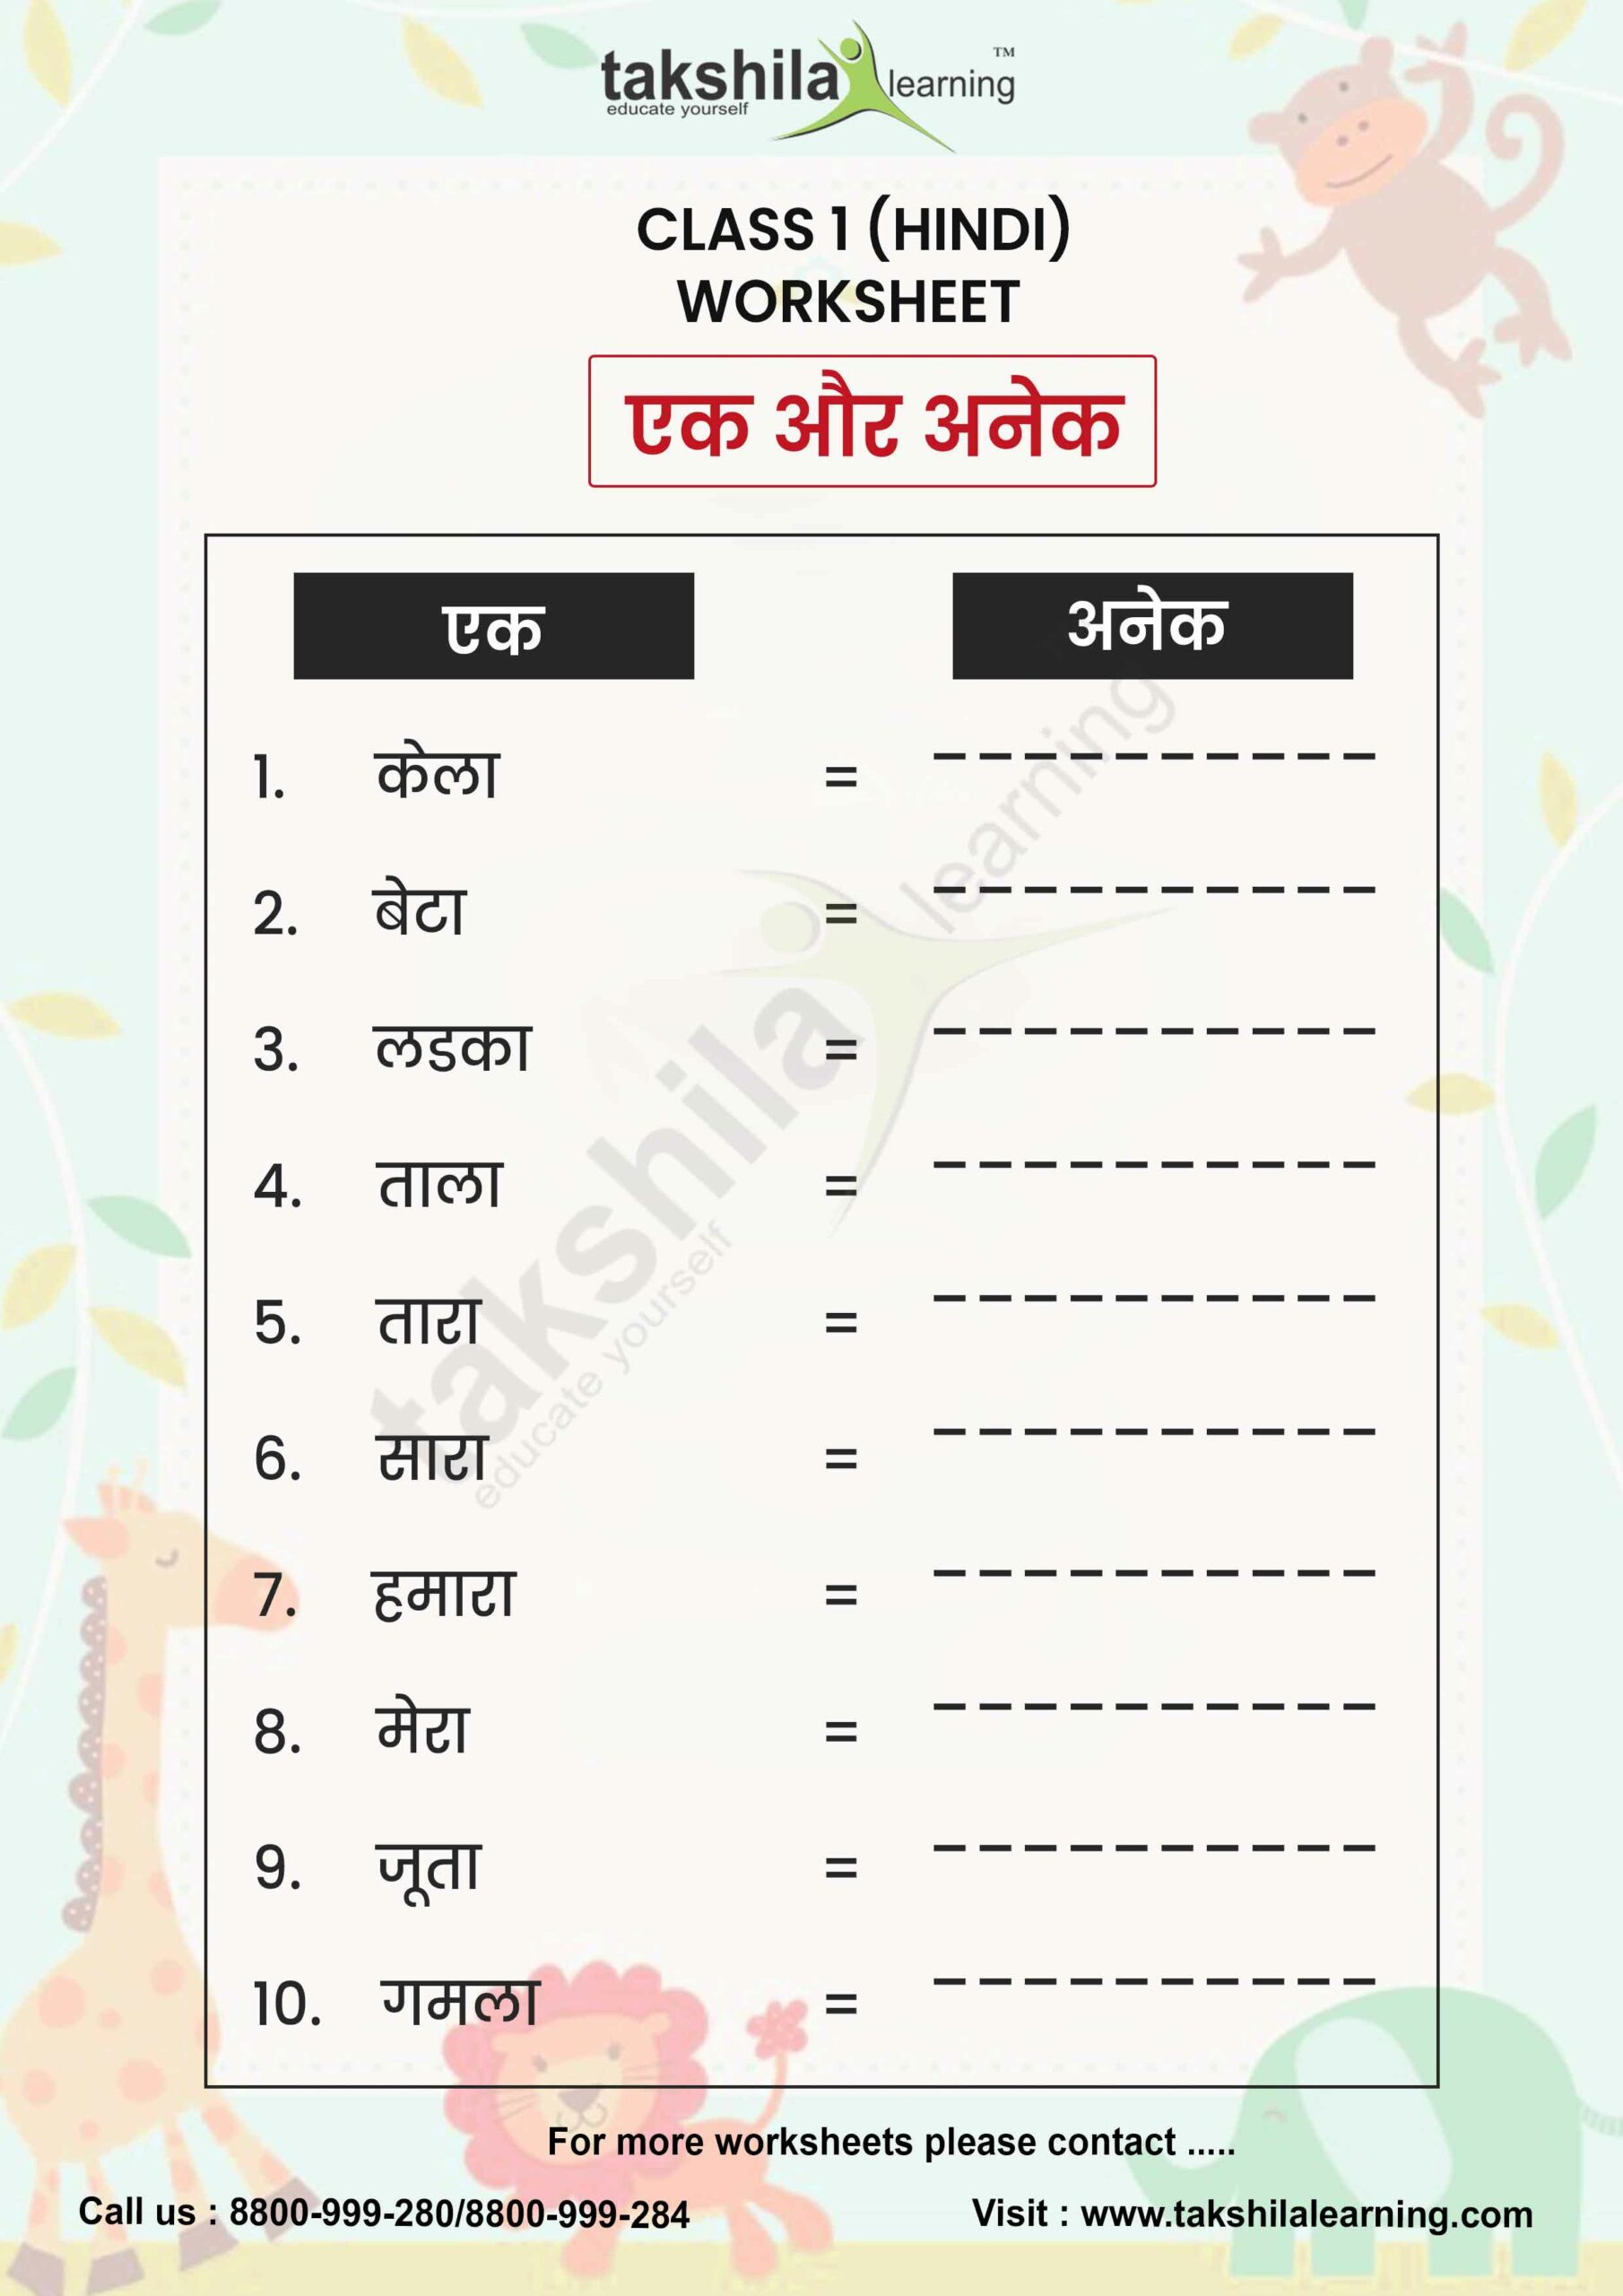 takshila learning TM
educate yourself
CLASS 1 (HINDI)
WORKSHEET
एक और अनेक
एक अनेक
1. केला = ----------
2. बेटा = ----------
3. लडका = ----------
4. ताला = ----------
5. तारा = ----------
6. सारा = ----------
7. हमारा = ----------
8. मेरा = ----------
9. जूता = ----------
10. गमला = ----------
takshila learning
educate yourself
For more worksheets please contact .....
Call us : 8800-999-280/8800-999-284 Visit : www.takshilalearning.com